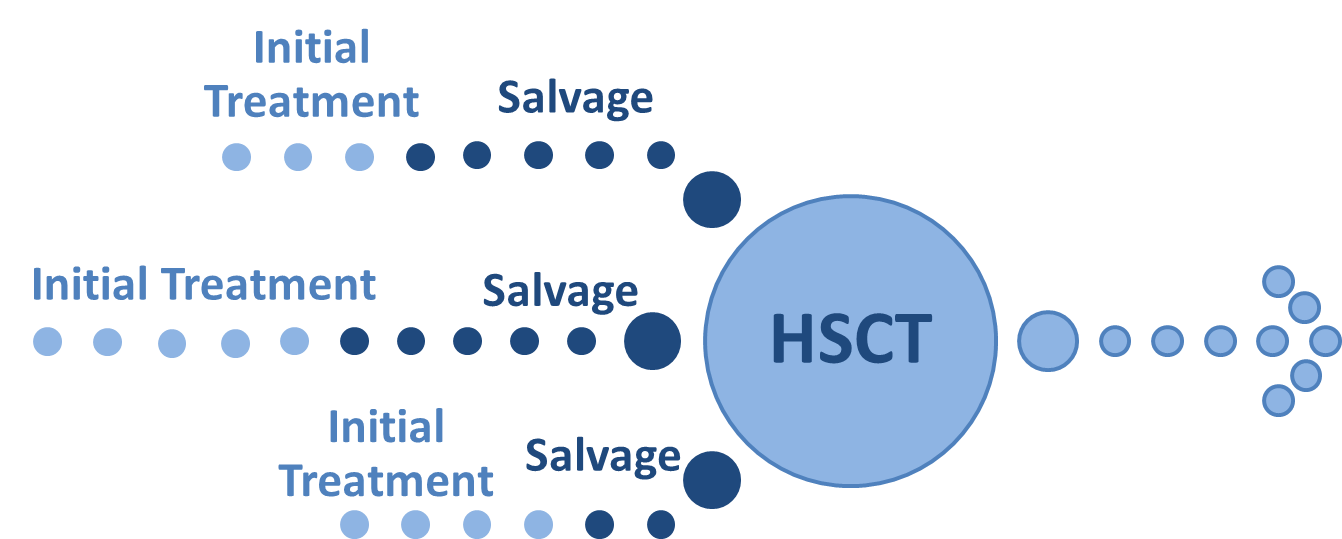 Initial
Treatment
Salvage
Initial Treatment
Salvage
HSCT
Initial
Treatment
Salvage